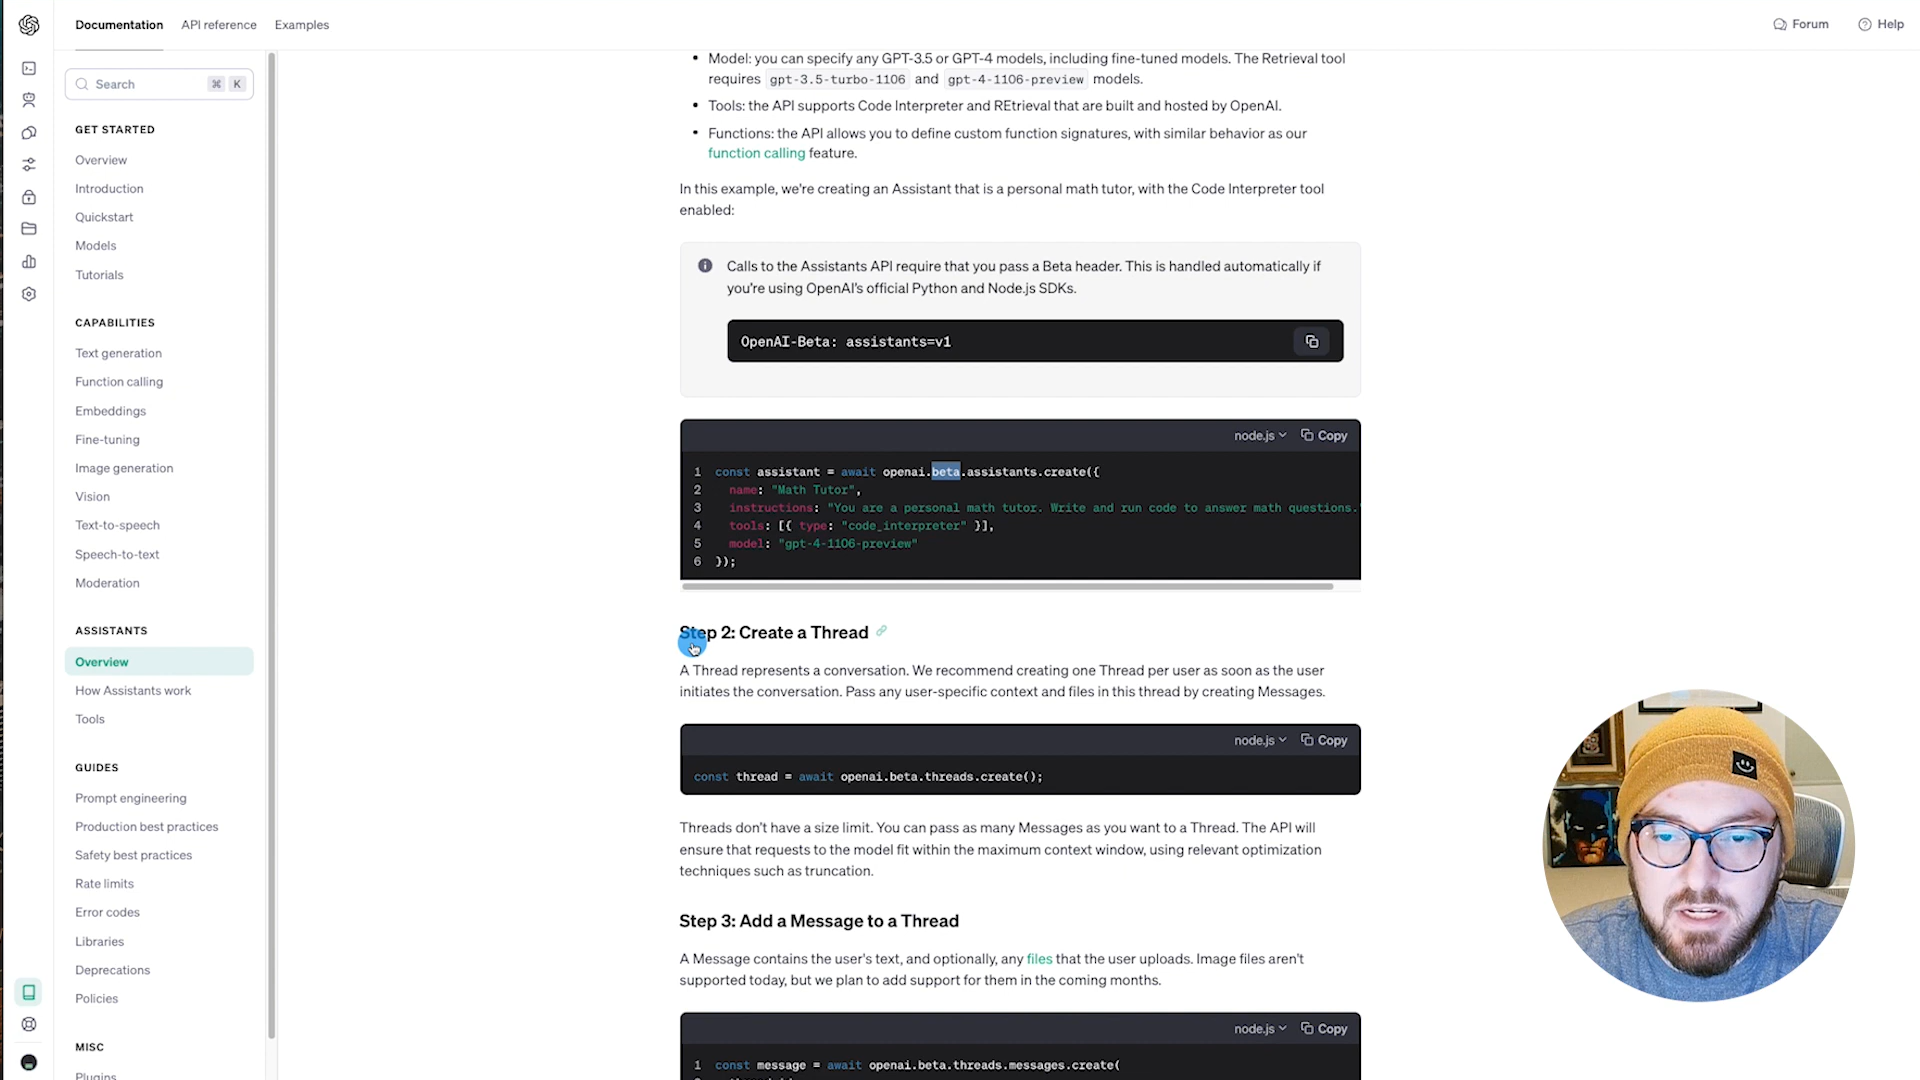 Documentation
API reference
Examples
Forum
Help
Search
⌘ K
GET STARTED
Overview
Introduction
Quickstart
Models
Tutorials
CAPABILITIES
Text generation
Function calling
Embeddings
Fine-tuning
Image generation
Vision
Text-to-speech
Speech-to-text
Moderation
ASSISTANTS
Overview
How Assistants work
Tools
GUIDES
Prompt engineering
Production best practices
Safety best practices
Rate limits
Error codes
Libraries
Deprecations
Policies
MISC
Plugins
• Model: you can specify any GPT-3.5 or GPT-4 models, including fine-tuned models. The Retrieval tool
requires gpt-3.5-turbo-1106 and gpt-4-1106-preview models.
• Tools: the API supports Code Interpreter and REtrieval that are built and hosted by OpenAI.
• Functions: the API allows you to define custom function signatures, with similar behavior as our
function calling feature.
In this example, we're creating an Assistant that is a personal math tutor, with the Code Interpreter tool
enabled:
Calls to the Assistants API require that you pass a Beta header. This is handled automatically if
you're using OpenAI's official Python and Node.js SDKs.
OpenAI-Beta: assistants=v1
node.js Copy
1 const assistant = await openai.beta.assistants.create({
2 name: "Math Tutor",
3 instructions: "You are a personal math tutor. Write and run code to answer math questions."
4 tools: [{ type: "code_interpreter" }],
5 model: "gpt-4-1106-preview"
6 });
Step 2: Create a Thread
A Thread represents a conversation. We recommend creating one Thread per user as soon as the user
initiates the conversation. Pass any user-specific context and files in this thread by creating Messages.
node.js Copy
const thread = await openai.beta.threads.create();
Threads don't have a size limit. You can pass as many Messages as you want to a Thread. The API will
ensure that requests to the model fit within the maximum context window, using relevant optimization
techniques such as truncation.
Step 3: Add a Message to a Thread
A Message contains the user's text, and optionally, any files that the user uploads. Image files aren't
supported today, but we plan to add support for them in the coming months.
node.js Copy
1 const message = await openai.beta.threads.messages.create(